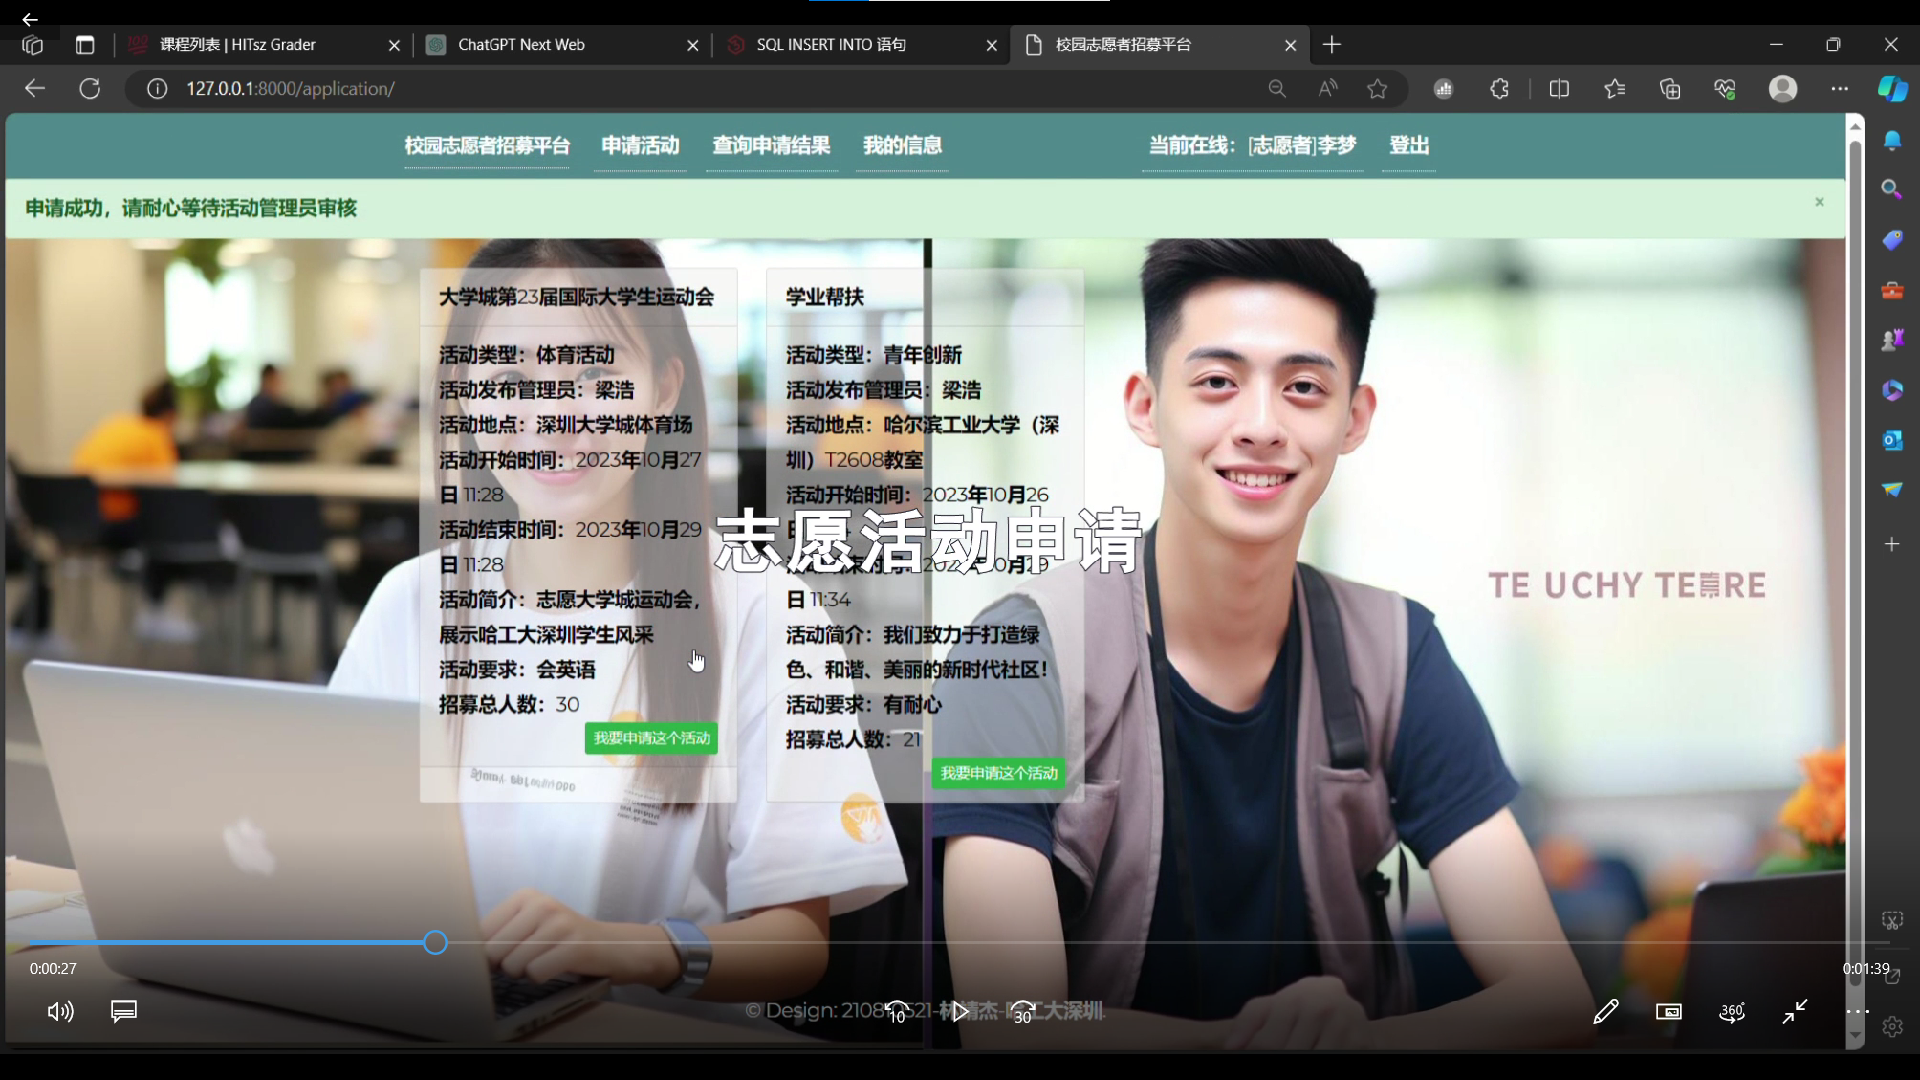 课程列表 | HITsz Grader
ChatGPT Next Web
SQL INSERT INTO 语句
校园志愿者招募平台
127.0.0.1:8000/application/
校园志愿者招募平台 申请活动 查询申请结果 我的信息 当前在线：[志愿者]李梦 登出
申请成功，请耐心等待活动管理员审核
×
大学城第23届国际大学生运动会
活动类型：体育活动
活动发布管理员：梁浩
活动地点：深圳大学城体育场
活动开始时间：2023年10月27
日 11:28
活动结束时间：2023年10月29
日 11:28
活动简介：志愿大学城运动会，
展示哈工大深圳学生风采
活动要求：会英语
招募总人数：30
我要申请这个活动
学业帮扶
活动类型：青年创新
活动发布管理员：梁浩
活动地点：哈尔滨工业大学（深
圳）T2608教室
活动开始时间：2023年10月26
日 11:34
活动简介：我们致力于打造绿
色、和谐、美丽的新时代社区！
活动要求：有耐心
招募总人数：21
我要申请这个活动
志愿活动申请
TE UCHY TE RE
0:00:27
0:01:39
© Design:
10
30
360°